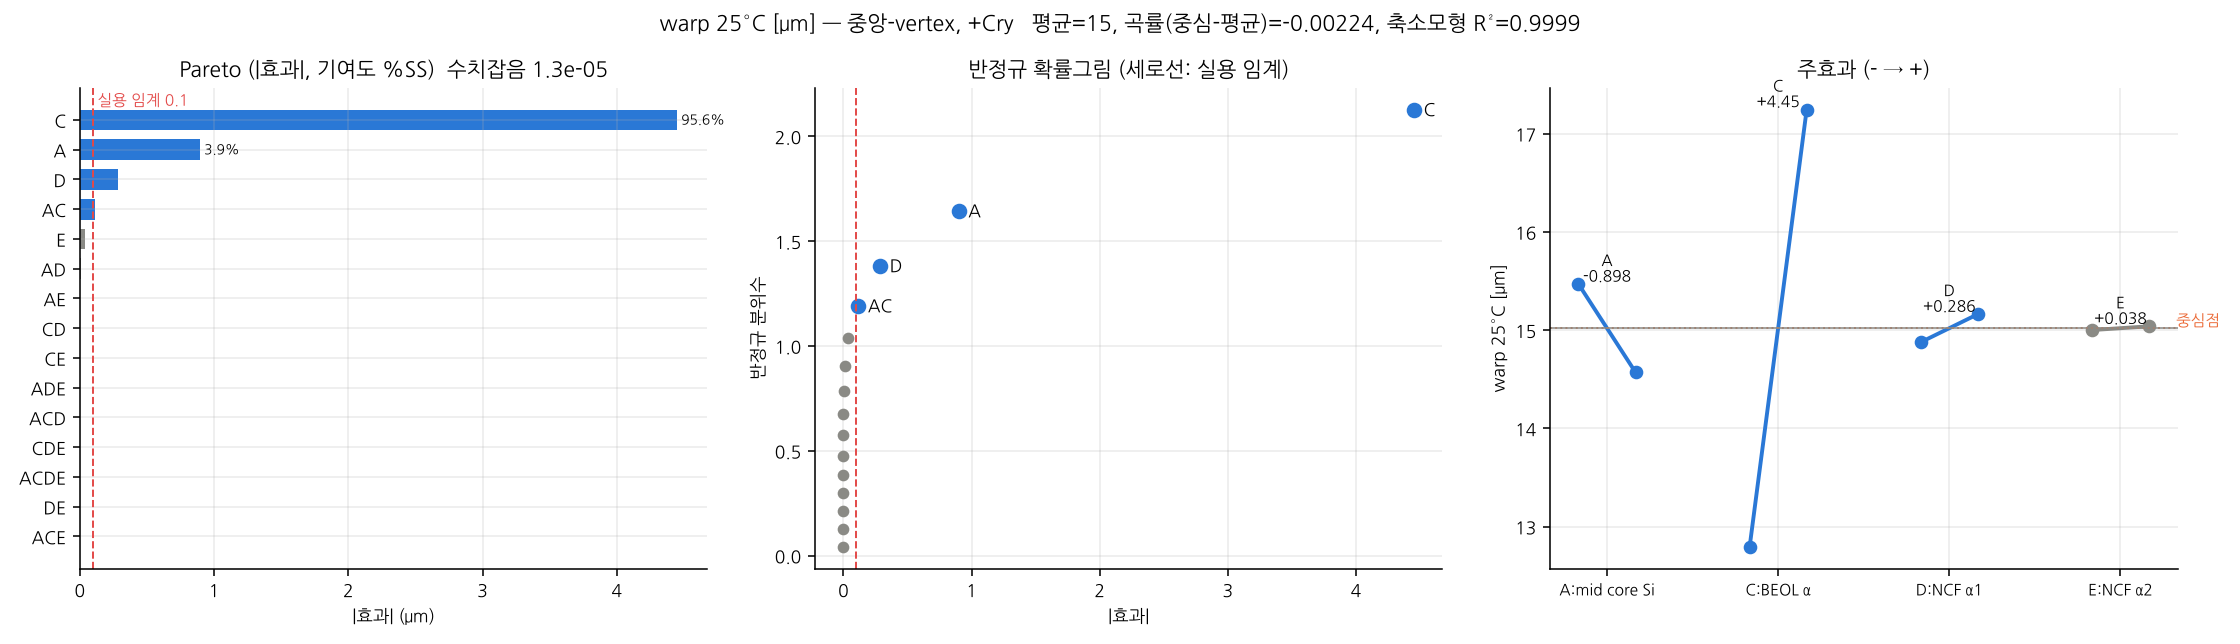 warp 25°C [µm] — 중앙-vertex, +Cry 평균=15, 곡률(중심-평균)=-0.00224, 축소모형 R²=0.9999
Pareto (|효과|, 기여도 %SS) 수치잡음 1.3e-05
실용 임계 0.1
C
95.6%
A
3.9%
D
AC
E
AD
AE
CD
CE
ADE
ACD
CDE
ACDE
DE
ACE
0 1 2 3 4
|효과| (µm)
반정규 확률그림 (세로선: 실용 임계)
반정규 분위수
2.0
1.5
1.0
0.5
0.0
C
A
D
AC
0 1 2 3 4
|효과|
주효과 (- → +)
warp 25°C [µm]
17
16
15
14
13
A
-0.898
C
+4.45
D
+0.286
E
+0.038
중심점
A:mid core Si C:BEOL α D:NCF α1 E:NCF α2